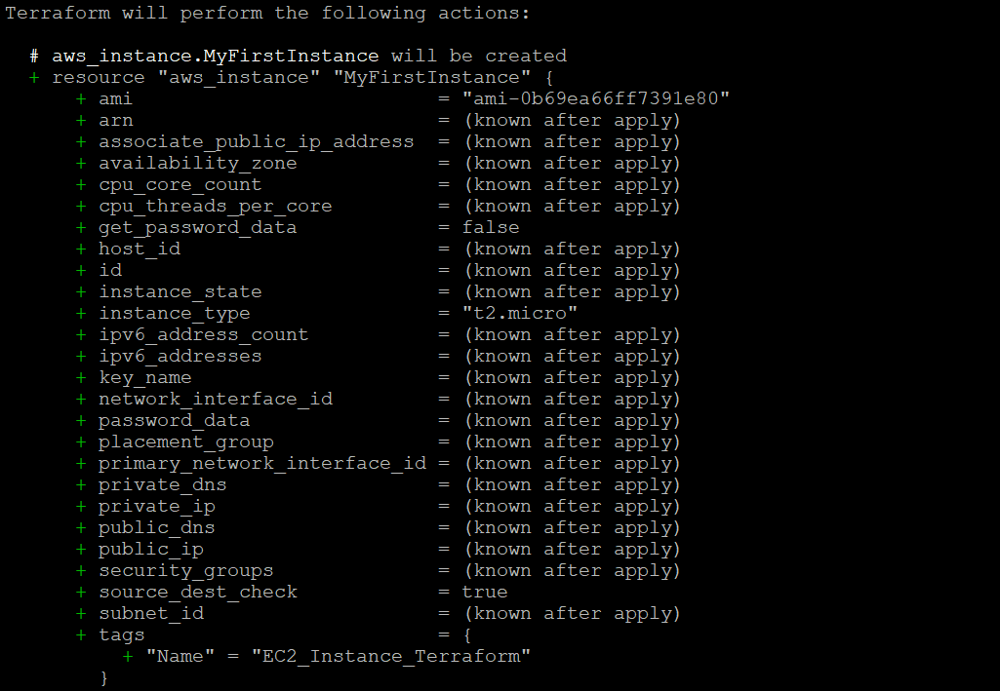 Terraform will perform the following actions:
# aws_instance.MyFirstInstance will be created
+ resource "aws_instance" "MyFirstInstance" {
+ ami = "ami-0b69ea66ff7391e80"
+ arn = (known after apply)
+ associate_public_ip_address = (known after apply)
+ availability_zone = (known after apply)
+ cpu_core_count = (known after apply)
+ cpu_threads_per_core = (known after apply)
+ get_password_data = false
+ host_id = (known after apply)
+ id = (known after apply)
+ instance_state = (known after apply)
+ instance_type = "t2.micro"
+ ipv6_address_count = (known after apply)
+ ipv6_addresses = (known after apply)
+ key_name = (known after apply)
+ network_interface_id = (known after apply)
+ password_data = (known after apply)
+ placement_group = (known after apply)
+ primary_network_interface_id = (known after apply)
+ private_dns = (known after apply)
+ private_ip = (known after apply)
+ public_dns = (known after apply)
+ public_ip = (known after apply)
+ security_groups = (known after apply)
+ source_dest_check = true
+ subnet_id = (known after apply)
+ tags = {
+ "Name" = "EC2_Instance_Terraform"
}